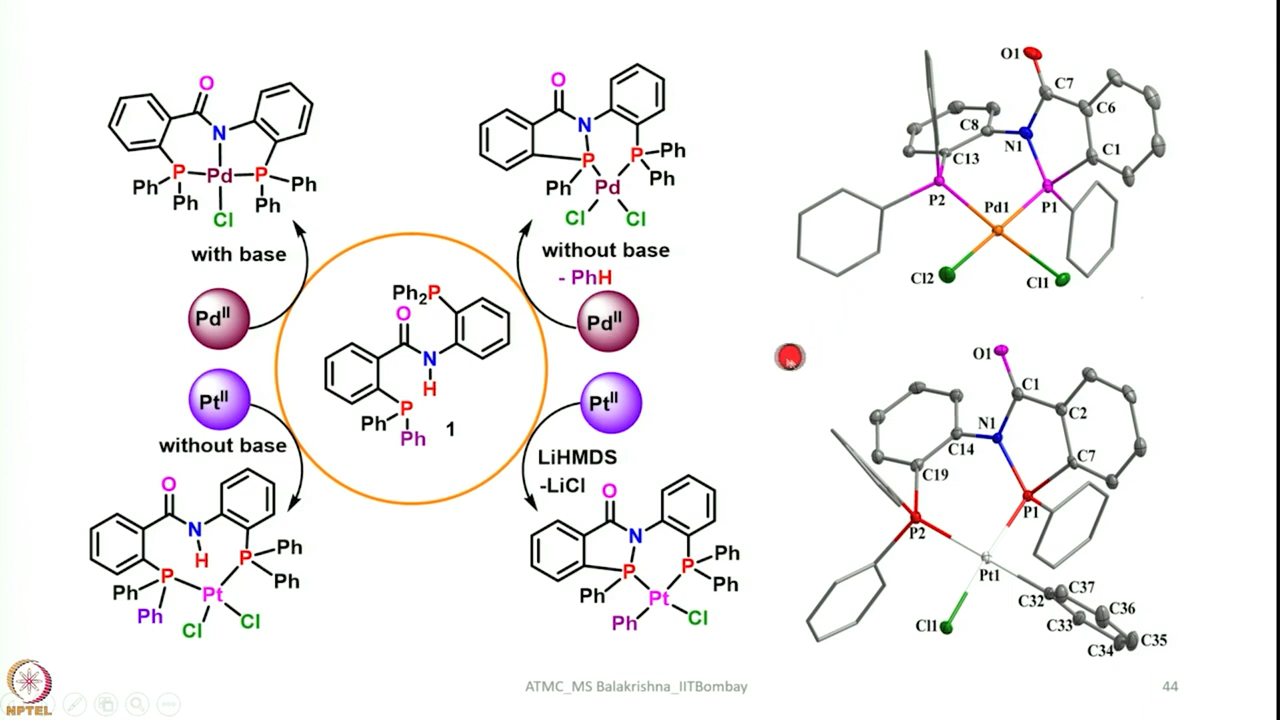 O
N
P
Pd
P
Ph
Ph
Ph
Ph
Cl
with base
Pd^II
Pt^II
without base
O
N
H
P
P
Ph
Ph
Ph
Ph
Pt
Cl
Cl
O
N
P
P
Ph
Ph
Ph
Pd
Cl
Cl
without base
- PhH
Pd^II
Pt^II
LiHMDS
-LiCl
Ph₂P
O
N
H
P
Ph
Ph
1
O
N
P
P
Ph
Ph
Ph
Pt
Ph
Cl
O1
C7
C6
C8
N1
C1
C13
P2
Pd1
P1
Cl2
Cl1
O1
C1
C2
N1
C14
C7
C19
P1
P2
Pt1
C37
C32
C36
C33
Cl1
C35
C34
NPTEL
ATMC_MS Balakrishna_IITBombay
44